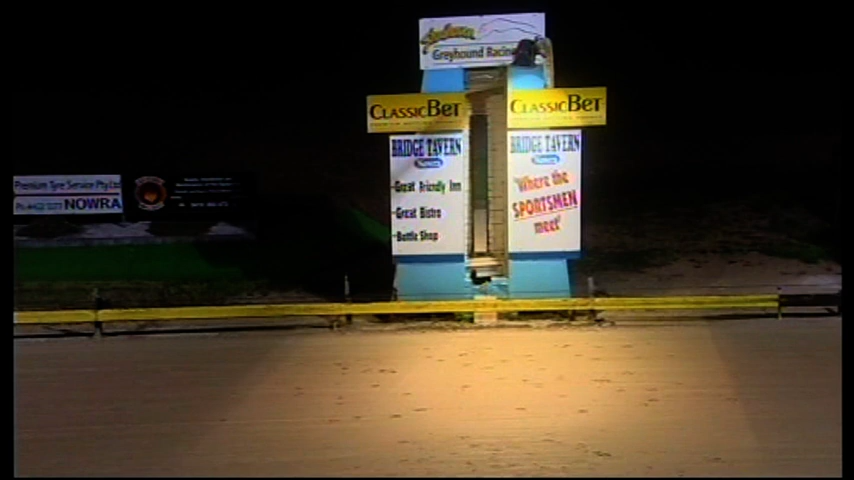 Greyhound Racing
CLASSICBET
CLASSICBET
BRIDGE TAVERN
Nowra
-Great Friendly Inn
-Great Bistro
-Bottle Shop
BRIDGE TAVERN
Nowra
"Where the
SPORTSMEN
meet"
Premium Tyre Service Pty Ltd
NOWRA